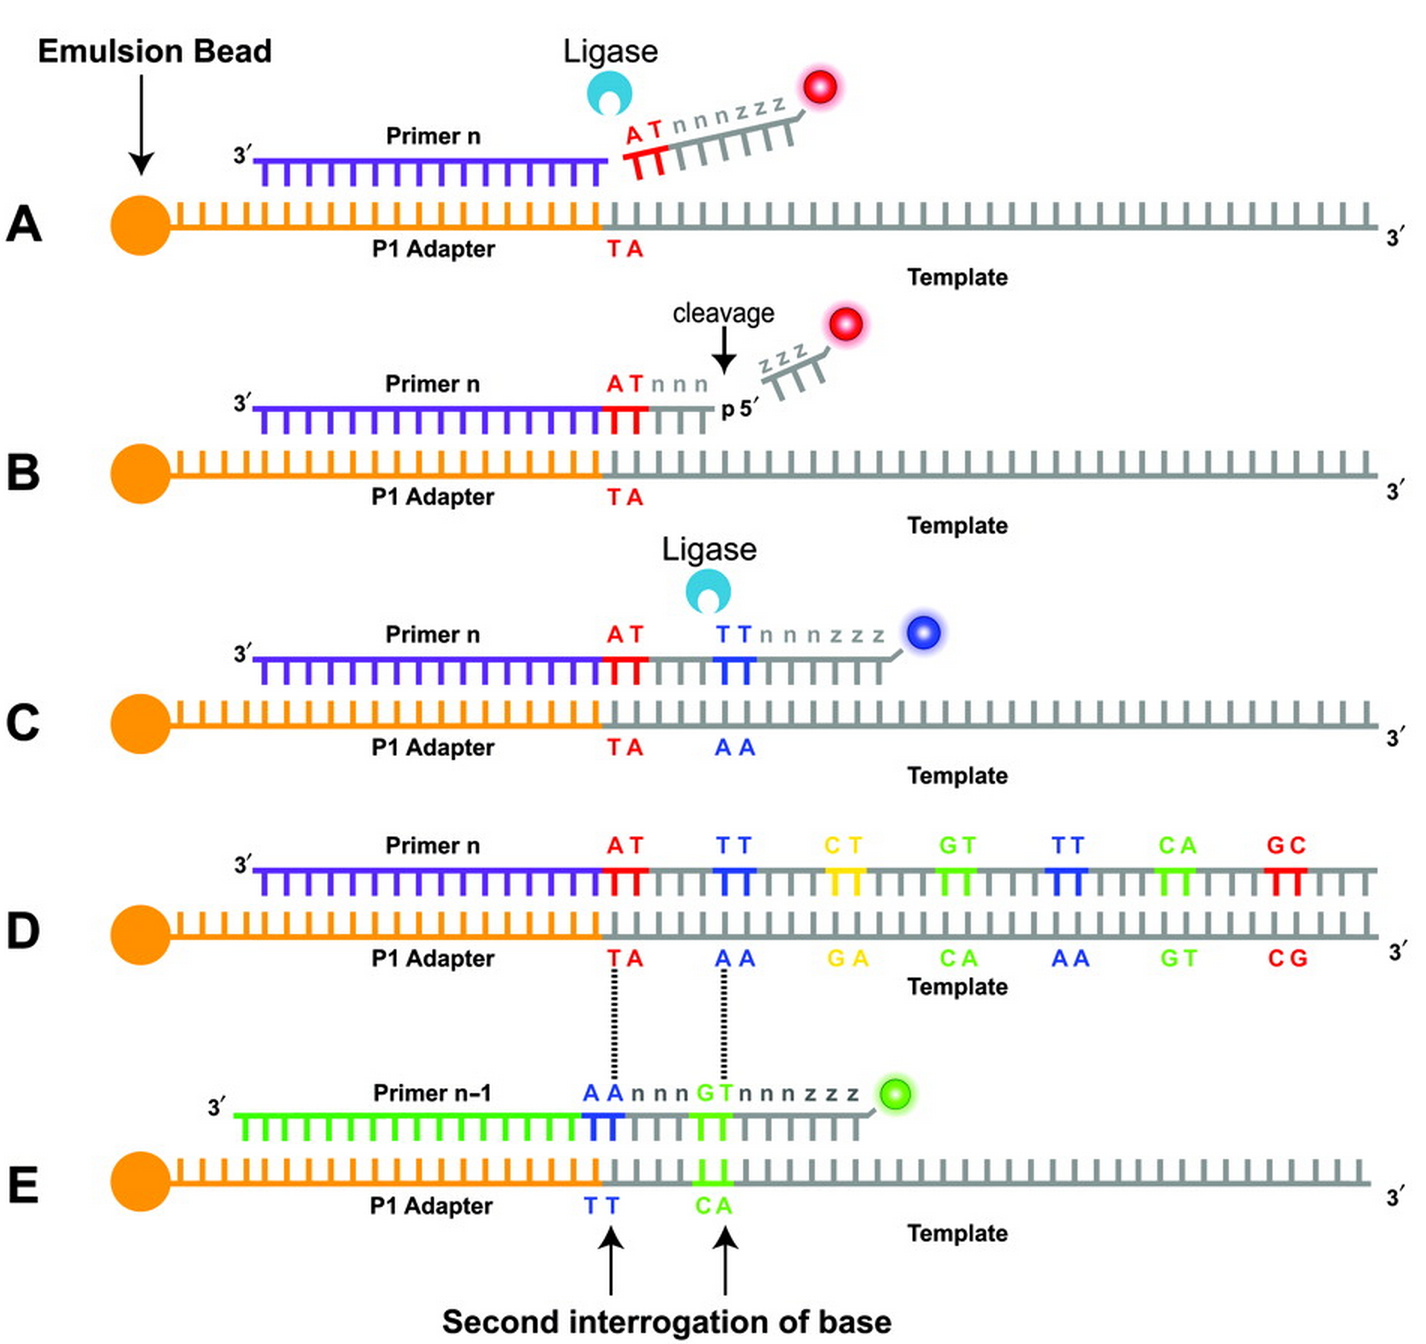 Emulsion Bead
Ligase
A T n n n z z z
Primer n
3′
A
P1 Adapter
T A
3′
Template
cleavage
z z z
Primer n
A T n n n
3′
p 5′
B
P1 Adapter
T A
3′
Template
Ligase
Primer n
A T
T T n n n z z z
3′
C
P1 Adapter
T A
A A
3′
Template
Primer n
A T
T T
C T
G T
T T
C A
G C
3′
D
P1 Adapter
T A
A A
G A
C A
A A
G T
C G
3′
Template
Primer n–1
A A n n n G T n n n z z z
3′
E
P1 Adapter
T T
C A
3′
Template
Second interrogation of base